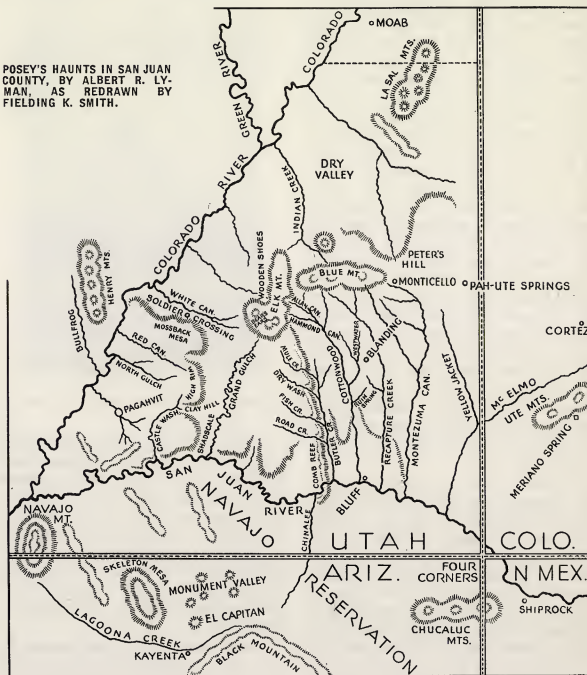 POSEY'S HAUNTS IN SAN JUAN
COUNTY, BY ALBERT R. LY-
MAN, AS REDRAWN BY
FIELDING K. SMITH.
MOAB
COLORADO
GREEN RIVER
LA SAL MTS.
DRY
VALLEY
COLORADO RIVER
INDIAN CREEK
PETER'S
HILL
WOODEN SHOES
ELK MT.
BLUE MT.
MONTICELLO
PAH-UTE SPRINGS
HENRY MTS.
BULLFROG
WHITE CAN.
SOLDIER CROSSING
MOSSBACK
MESA
RED CAN.
NORTH GULCH
HIGH RIM
PAGAHVIT
CASTLE WASH
CLAY HILL
SHADSCALE
GRAND GULCH
ALLAN CAN.
HAMMOND CAN.
COTTONWOOD
WESTWATER
BLANDING
DRY WASH
FISH CR.
ROAD CR.
COMB REEF
BUTLER CR.
RECAPTURE CREEK
MONTEZUMA CAN.
YELLOW JACKET
CORTEZ
MC ELMO
UTE MTS.
MERIANO SPRING
SAN JUAN RIVER
BLUFF
NAVAJO
MT.
NAVAJO
RESERVATION
CHINALEE
UTAH
COLO.
ARIZ.
N MEX.
FOUR
CORNERS
SKELETON MESA
MONUMENT VALLEY
EL CAPITAN
LAGOONA CREEK
KAYENTA
BLACK MOUNTAIN
CHUCALUC
MTS.
SHIPROCK